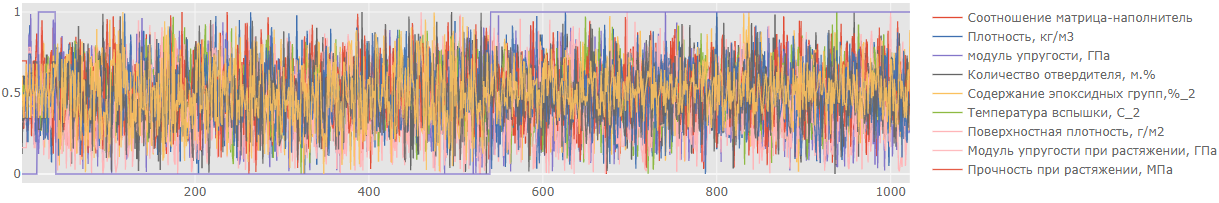 1
0.5
0
200
400
600
800
1000
Соотношение матрица-наполнитель
Плотность, кг/м3
модуль упругости, ГПа
Количество отвердителя, м.%
Содержание эпоксидных групп,%_2
Температура вспышки, С_2
Поверхностная плотность, г/м2
Модуль упругости при растяжении, ГПа
Прочность при растяжении, МПа